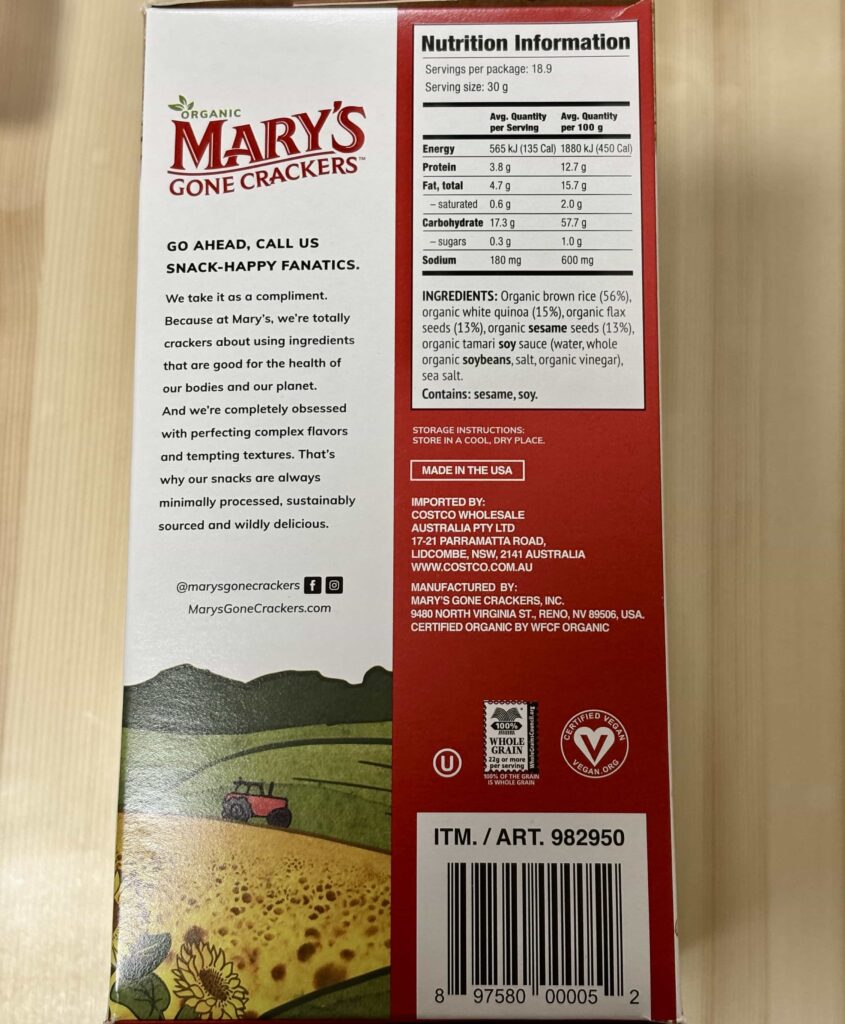 ORGANIC
MARY'S
GONE CRACKERS™
GO AHEAD, CALL US
SNACK-HAPPY FANATICS.
We take it as a compliment.
Because at Mary's, we're totally
crackers about using ingredients
that are good for the health of
our bodies and our planet.
And we're completely obsessed
with perfecting complex flavors
and tempting textures. That's
why our snacks are always
minimally processed, sustainably
sourced and wildly delicious.
@marysgonecrackers
MarysGoneCrackers.com
Nutrition Information
Servings per package: 18.9
Serving size: 30 g
Avg. Quantity Avg. Quantity
per Serving per 100 g
Energy 565 kJ (135 Cal) 1880 kJ (450 Cal)
Protein 3.8 g 12.7 g
Fat, total 4.7 g 15.7 g
– saturated 0.6 g 2.0 g
Carbohydrate 17.3 g 57.7 g
– sugars 0.3 g 1.0 g
Sodium 180 mg 600 mg
INGREDIENTS: Organic brown rice (56%),
organic white quinoa (15%), organic flax
seeds (13%), organic sesame seeds (13%),
organic tamari soy sauce (water, whole
organic soybeans, salt, organic vinegar),
sea salt.
Contains: sesame, soy.
STORAGE INSTRUCTIONS:
STORE IN A COOL, DRY PLACE.
MADE IN THE USA
IMPORTED BY:
COSTCO WHOLESALE
AUSTRALIA PTY LTD
17-21 PARRAMATTA ROAD,
LIDCOMBE, NSW, 2141 AUSTRALIA
WWW.COSTCO.COM.AU
MANUFACTURED BY:
MARY'S GONE CRACKERS, INC.
9480 NORTH VIRGINIA ST., RENO, NV 89506, USA.
CERTIFIED ORGANIC BY WFCF ORGANIC
U
100%
WHOLE
GRAIN
22g or more
per serving
WholeGrainsCouncil.org
100% OF THE GRAIN
IS WHOLE GRAIN
CERTIFIED VEGAN
V
VEGAN.ORG
ITM. / ART. 982950
8 97580 00005 2